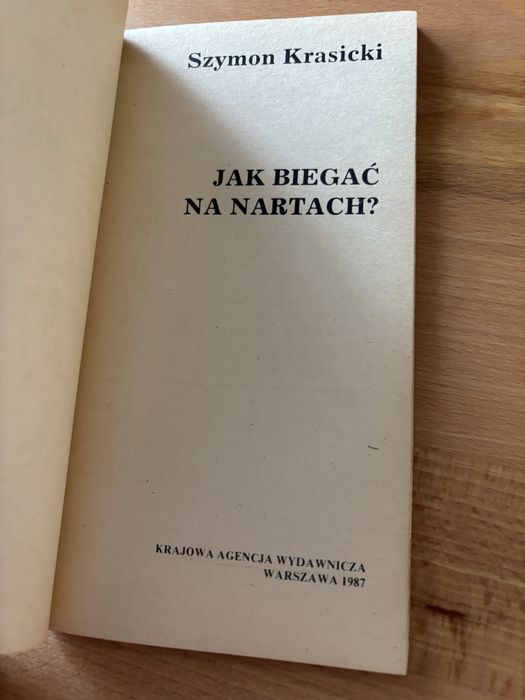 Szymon Krasicki
JAK BIEGAĆ
NA NARTACH?
KRAJOWA AGENCJA WYDAWNICZA
WARSZAWA 1987